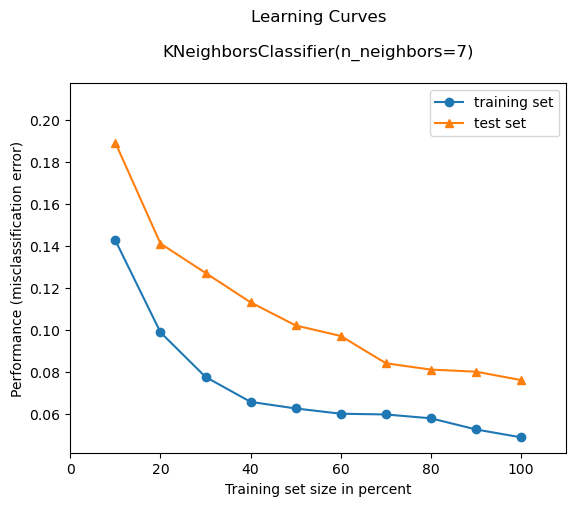 Learning Curves
KNeighborsClassifier(n_neighbors=7)
training set
test set
Performance (misclassification error)
0.20
0.18
0.16
0.14
0.12
0.10
0.08
0.06
0
20
40
60
80
100
Training set size in percent